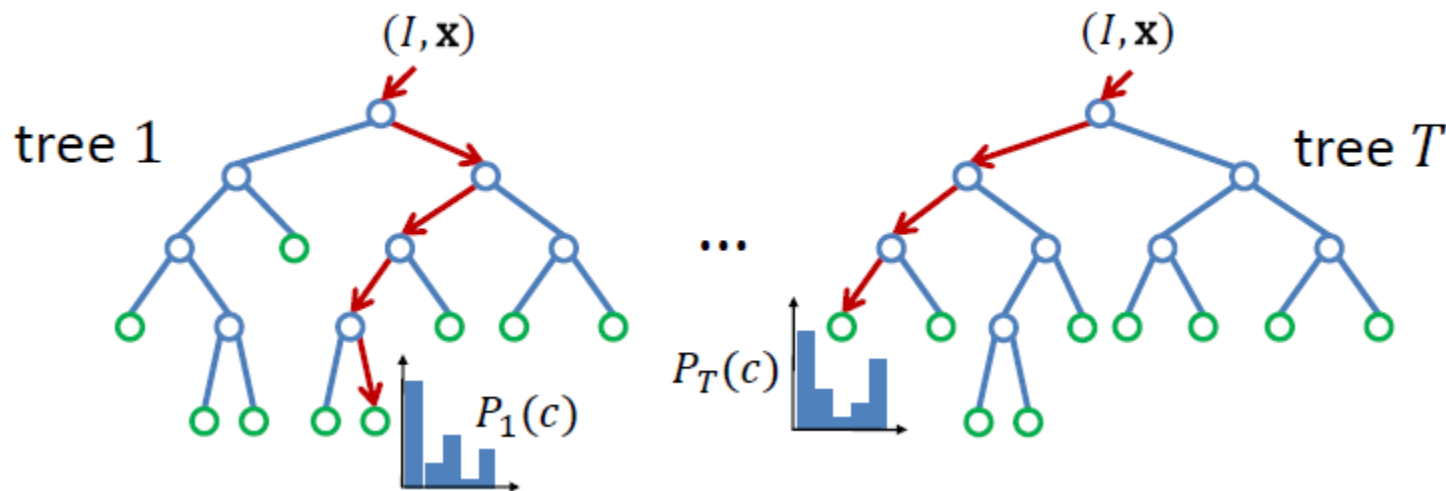 (I, x)
(I, x)
tree 1
tree T
...
P_T(c)
P_1(c)